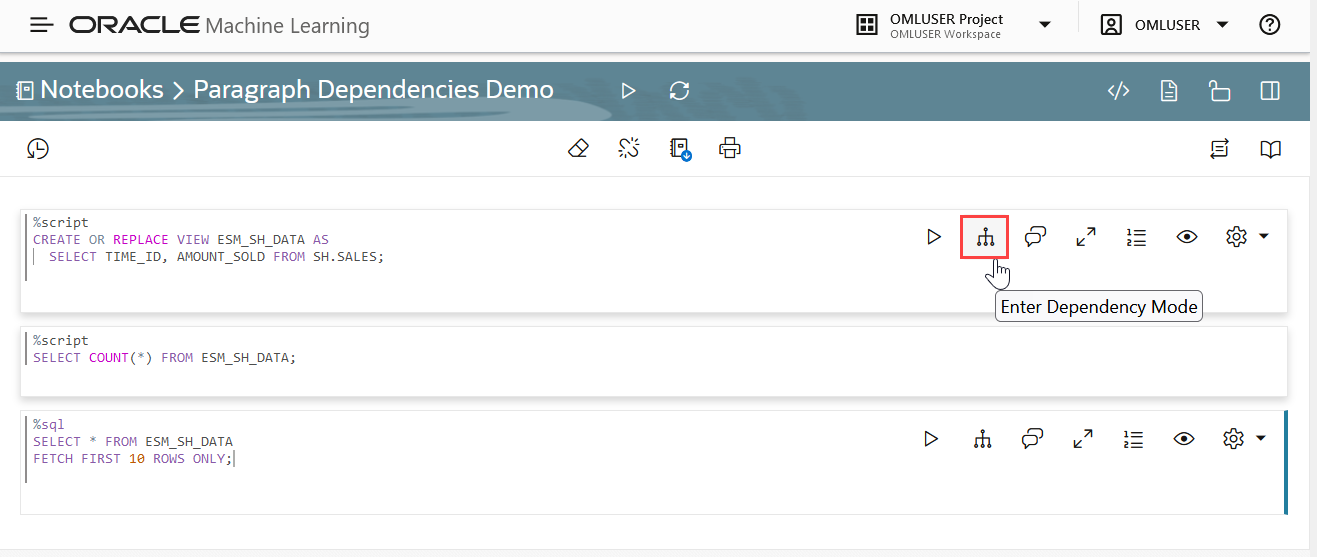 ORACLE Machine Learning
OMLUSER Project
OMLUSER Workspace
OMLUSER
Notebooks > Paragraph Dependencies Demo
%script
CREATE OR REPLACE VIEW ESM_SH_DATA AS
SELECT TIME_ID, AMOUNT_SOLD FROM SH.SALES;
Enter Dependency Mode
%script
SELECT COUNT(*) FROM ESM_SH_DATA;
%sql
SELECT * FROM ESM_SH_DATA
FETCH FIRST 10 ROWS ONLY;